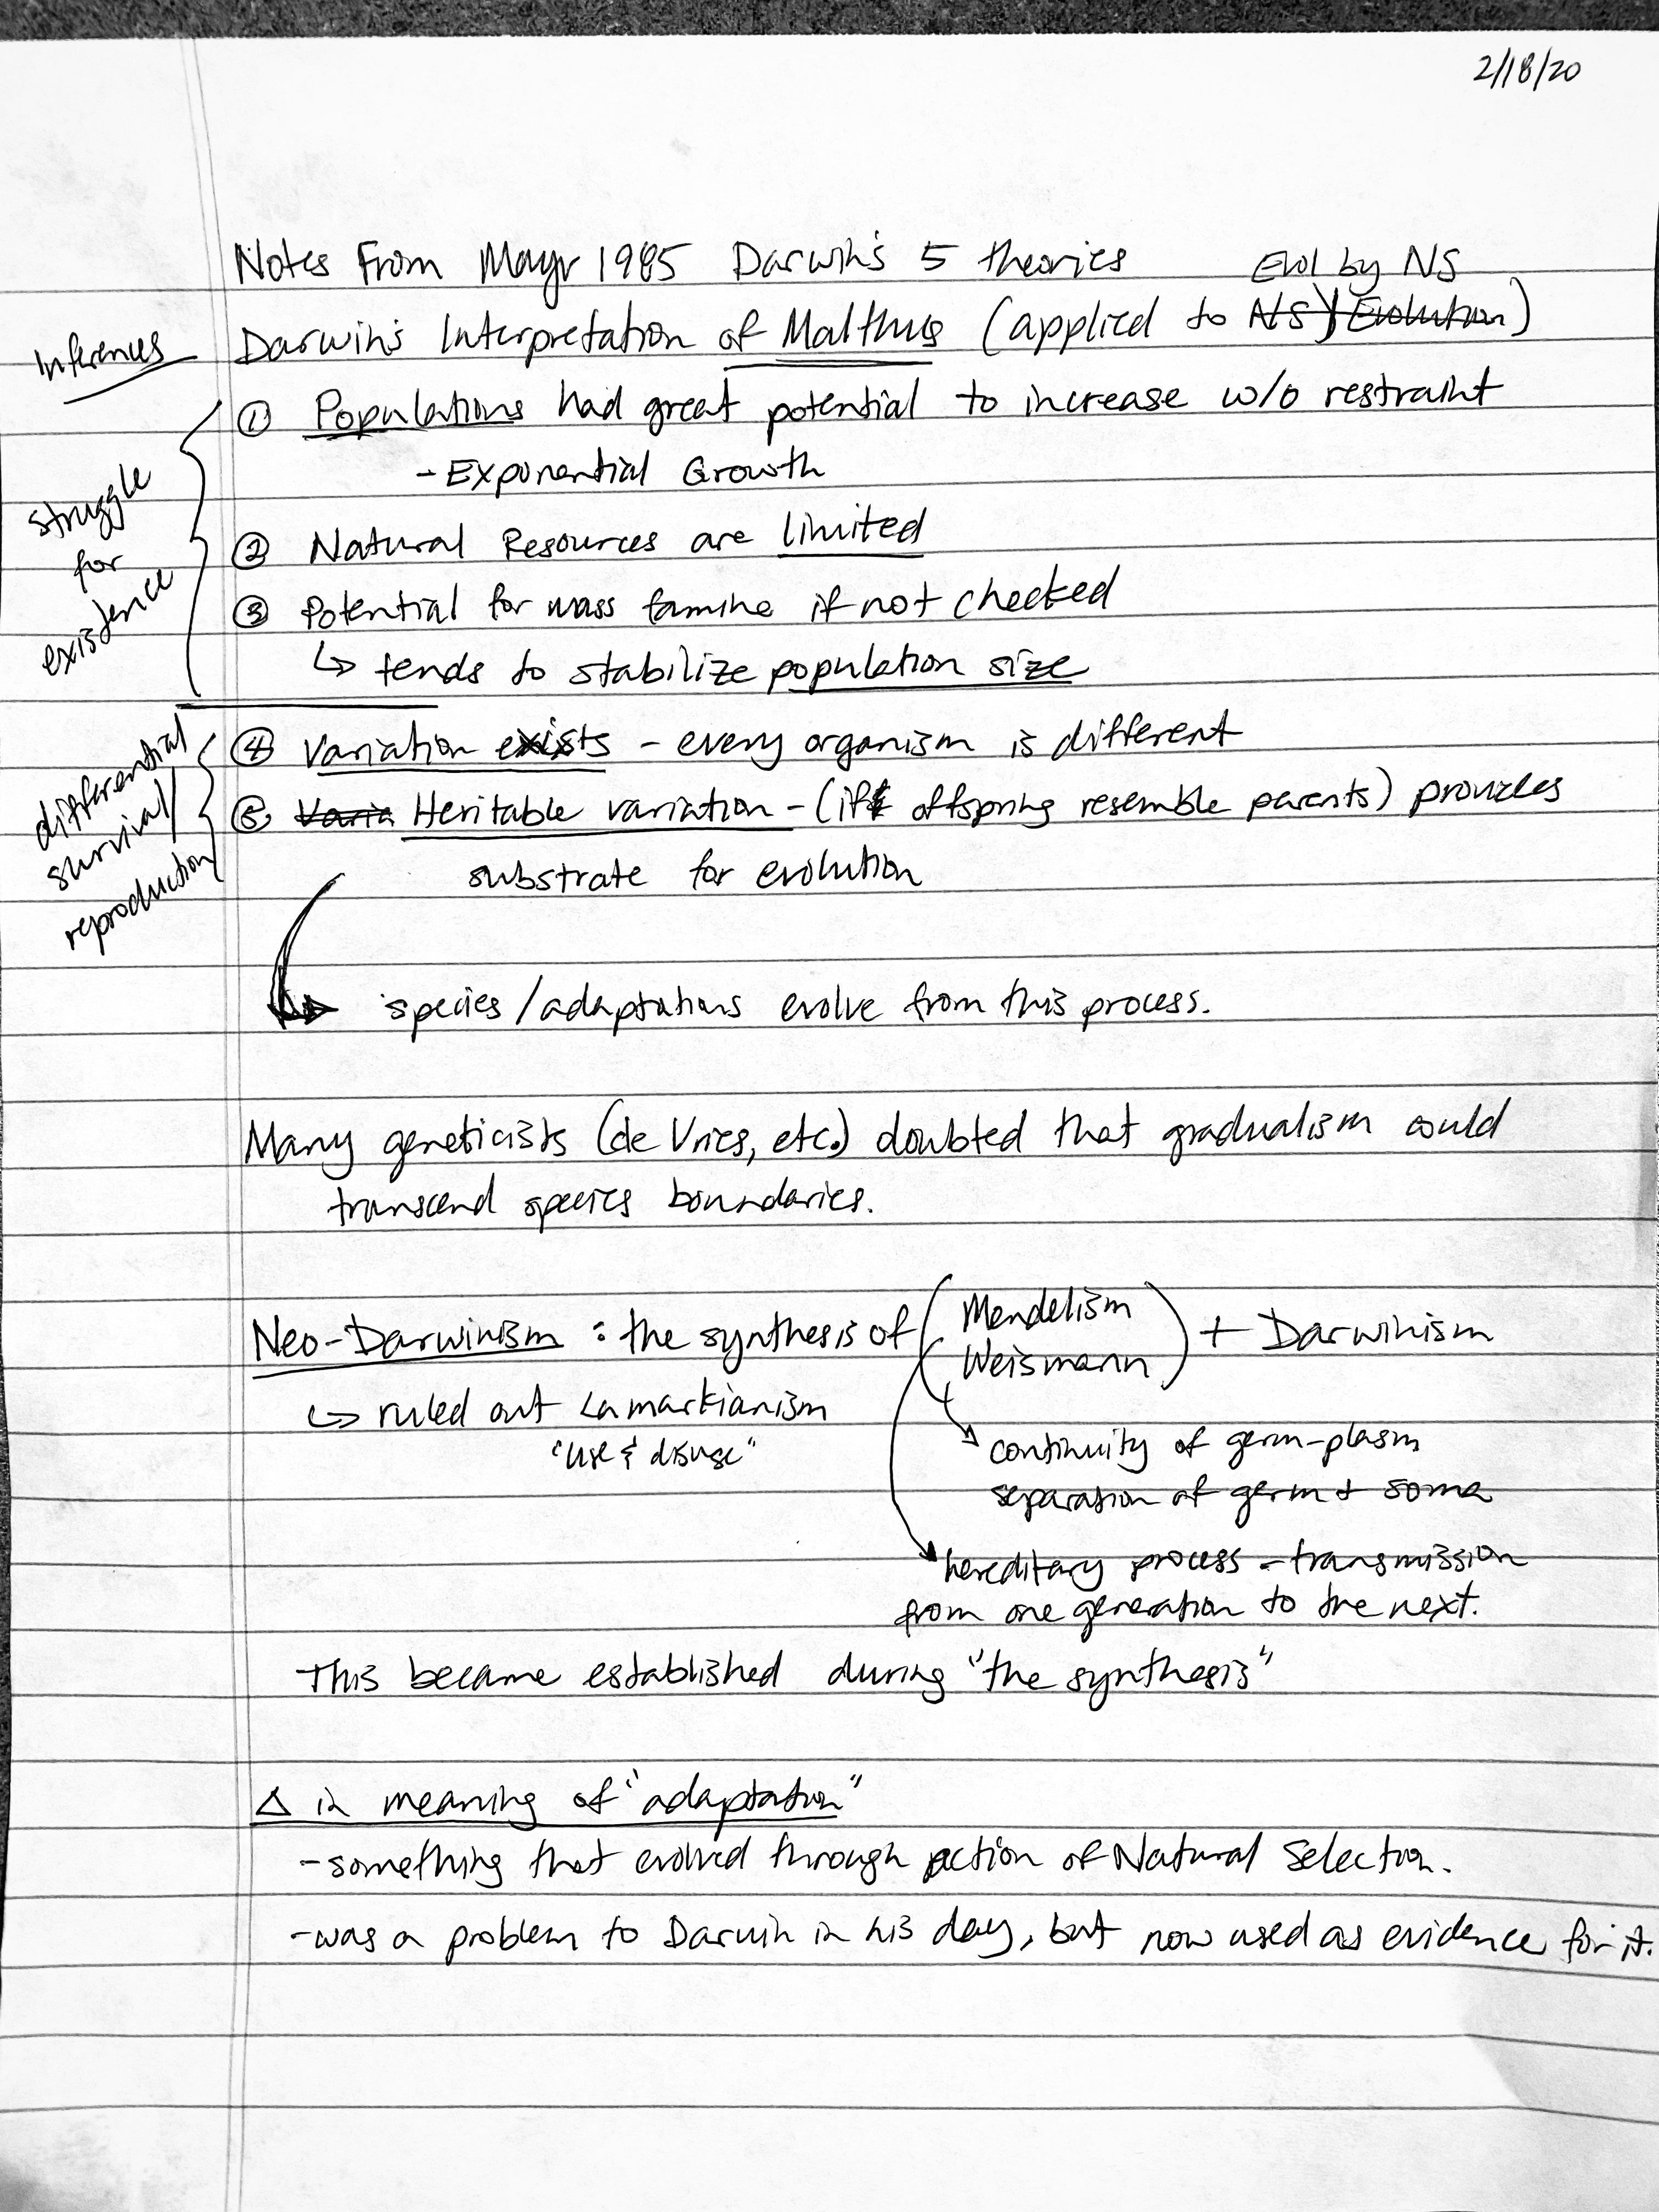 2/18/20
Notes From Mayr 1985 Darwin's 5 theories
Evol by NS
Inferences
Darwin's Interpretation of Malthus (applied to NS) Evolution)
① Populations had great potential to increase w/o restraint
- Exponential Growth
struggle
for
existence
② Natural Resources are limited
③ Potential for mass famine if not checked
↳ tends to stabilize population size
differential
survival/
reproduction
④ Variation exists - every organism is different
⑤ Varia Heritable variation - (if offspring resemble parents) provides
substrate for evolution
species/adaptations evolve from this process.
Many geneticists (de Vries, etc.) doubted that gradualism could
transcend species boundaries.
Neo-Darwinism : the synthesis of (Mendelism
Weismann) + Darwinism
↳ ruled out Lamarkianism
"use & disuse"
continuity of germ-plasm
separation of germ + soma
hereditary process - transmission
from one generation to the next.
This became established during "the synthesis"
Δ in meaning of "adaptation"
- something that evolved through action of Natural Selection.
- was a problem to Darwin in his day, but now used as evidence for it.